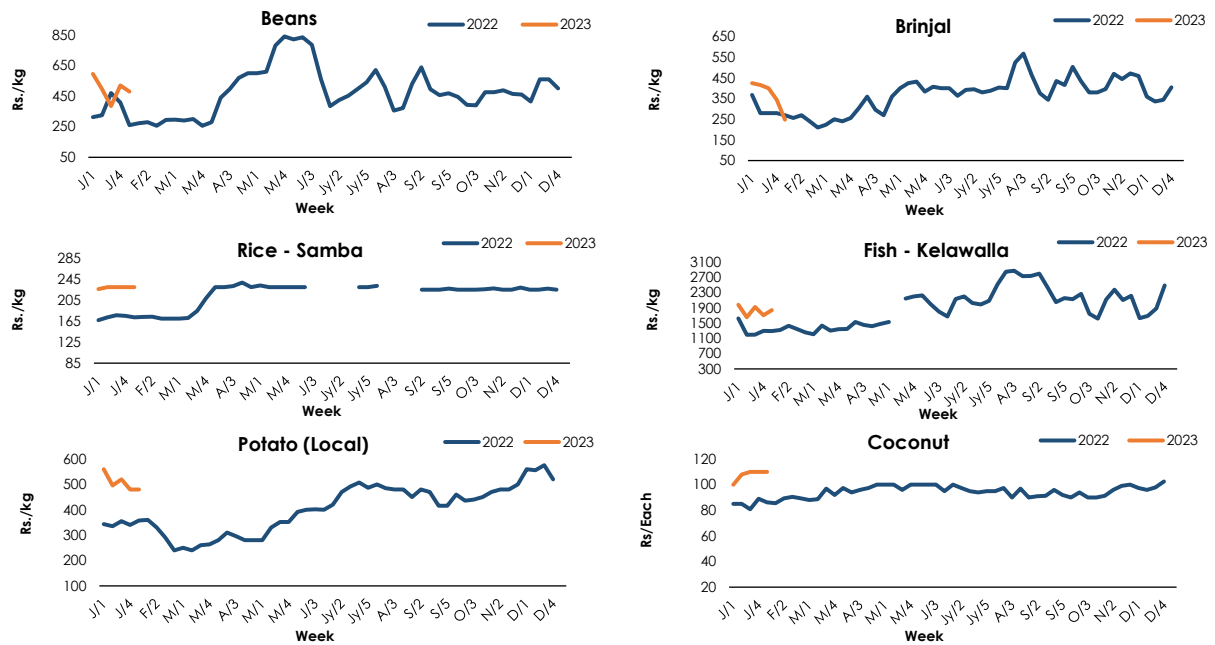 Beans
2022 2023
Rs./kg
850
650
450
250
50
J/1 J/4 F/2 M/1 M/4 A/3 M/1 M/4 J/3 Jy/2 Jy/5 A/3 S/2 S/5 O/3 N/2 D/1 D/4
Week
Brinjal
2022 2023
Rs./kg
650
550
450
350
250
150
50
J/1 J/4 F/2 M/1 M/4 A/3 M/1 M/4 J/3 Jy/2 Jy/5 A/3 S/2 S/5 O/3 N/2 D/1 D/4
Week
Rice - Samba
2022 2023
Rs./kg
285
245
205
165
125
85
J/1 J/4 F/2 M/1 M/4 A/3 M/1 M/4 J/3 Jy/2 Jy/5 A/3 S/2 S/5 O/3 N/2 D/1 D/4
Week
Fish - Kelawalla
2022 2023
Rs./kg
3100
2700
2300
1900
1500
1100
700
300
J/1 J/4 F/2 M/1 M/4 A/3 M/1 M/4 J/3 Jy/2 Jy/5 A/3 S/2 S/5 O/3 N/2 D/1 D/4
Week
Potato (Local)
2022 2023
Rs./kg
600
500
400
300
200
100
J/1 J/4 F/2 M/1 M/4 A/3 M/1 M/4 J/3 Jy/2 Jy/5 A/3 S/2 S/5 O/3 N/2 D/1 D/4
Week
Coconut
2022 2023
Rs/Each
120
100
80
60
40
20
J/1 J/4 F/2 M/1 M/4 A/3 M/1 M/4 J/3 Jy/2 Jy/5 A/3 S/2 S/5 O/3 N/2 D/1 D/4
Week